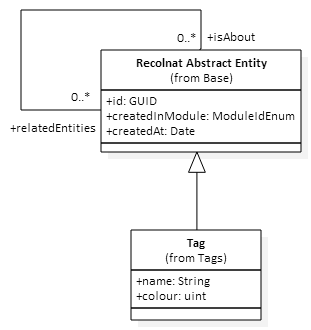 0..* +isAbout
Recolnat Abstract Entity
(from Base)
0..*
+id: GUID
+createdInModule: ModuleIdEnum
+relatedEntities
+createdAt: Date
Tag
(from Tags)
+name: String
+colour: uint